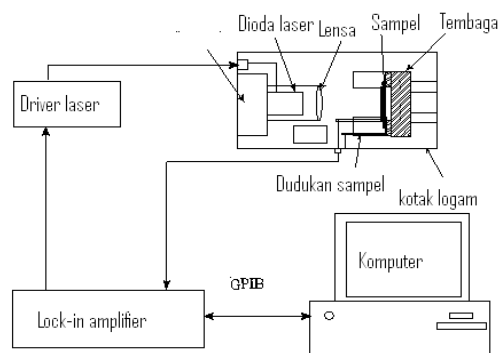 Dioda laser
Lensa
Sampel
Tembaga
Driver laser
Dudukan sampel
kotak logam
Komputer
GPIB
Lock-in amplifier